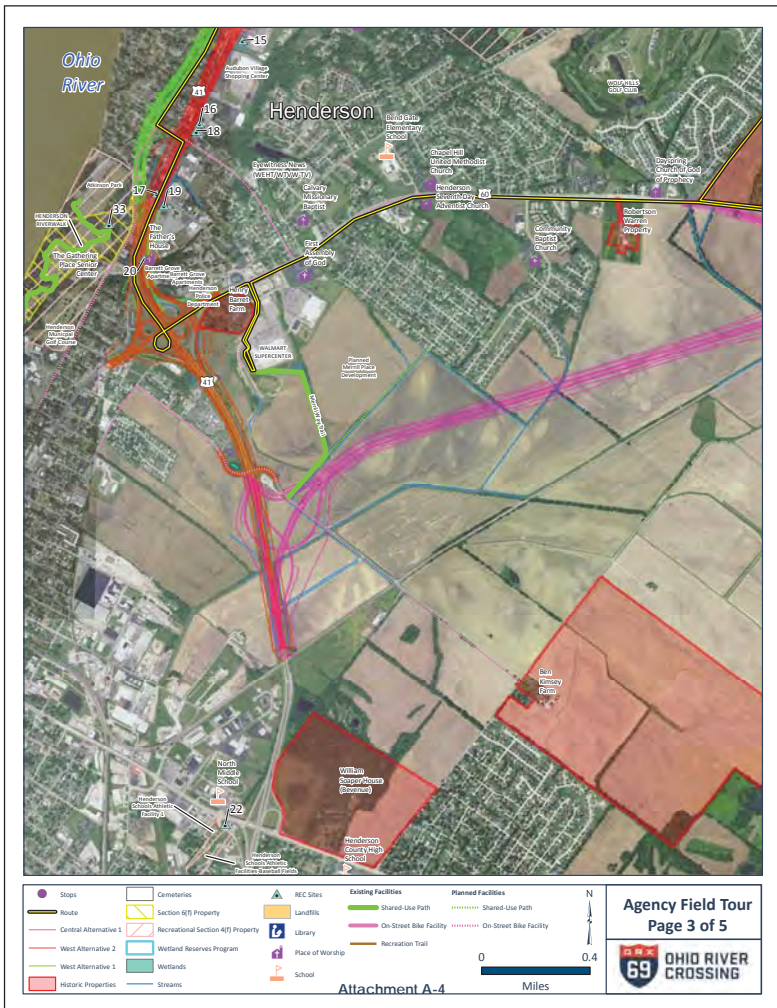 Ohio
River
15
Audubon Village
Shopping Center
41
16
18
Henderson
Bend Gate
Elementary
School
WOLF HILLS
GOLF CLUB
Eyewitness News
(WEHT/WTVW TV)
Chapel Hill
United Methodist
Church
Dayspring
Church of God
of Prophecy
Atkinson Park
17
19
Calvary
Missionary
Baptist
Henderson
Seventh-Day
Adventist Church
60
33
HENDERSON
RIVERWALK
The
Father's
House
Robertson
Warren
Property
The Gathering
Place Senior
Center
First
Assembly
of God
Community
Baptist
Church
20
Barrett Grove
Apartments
Henderson
Police
Department
Henry
Barret
Farm
Henderson
Municipal
Golf Course
WALMART
SUPERCENTER
Planned
Merrill Place
Development
41
Merrill Way Trail
Ben
Kimsey
Farm
North
Middle
School
William
Soaper House
(Bevenue)
Henderson
Schools Athletic
Facility 1
22
Henderson
Schools Athletic
Facilities-Baseball Fields
Henderson
County High
School
Stops
Route
Central Alternative 1
West Alternative 2
West Alternative 1
Historic Properties
Cemeteries
Section 6(f) Property
Recreational Section 4(f) Property
Wetland Reserves Program
Wetlands
Streams
REC Sites
Landfills
Library
Place of Worship
School
Existing Facilities
Shared-Use Path
On-Street Bike Facility
Recreation Trail
Planned Facilities
Shared-Use Path
On-Street Bike Facility
N
0
0.4
Miles
Attachment A-4
Agency Field Tour
Page 3 of 5
ORX
69
OHIO RIVER
CROSSING